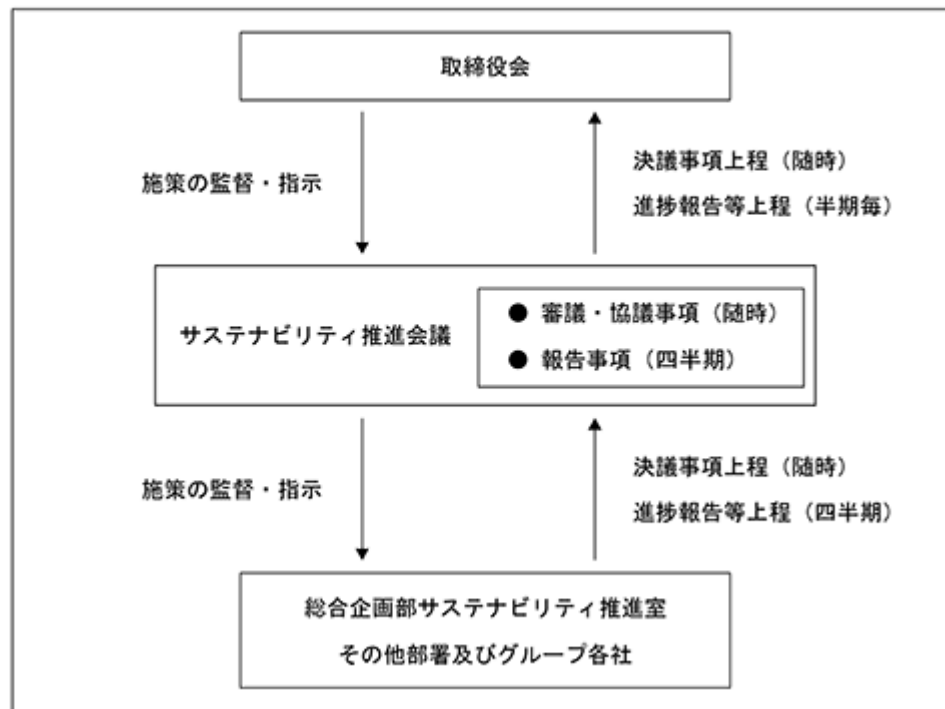 取締役会
施策の監督・指示
決議事項上程（随時）
進捗報告等上程（半期毎）
サステナビリティ推進会議
● 審議・協議事項（随時）
● 報告事項（四半期）
施策の監督・指示
決議事項上程（随時）
進捗報告等上程（四半期）
総合企画部サステナビリティ推進室
その他部署及びグループ各社